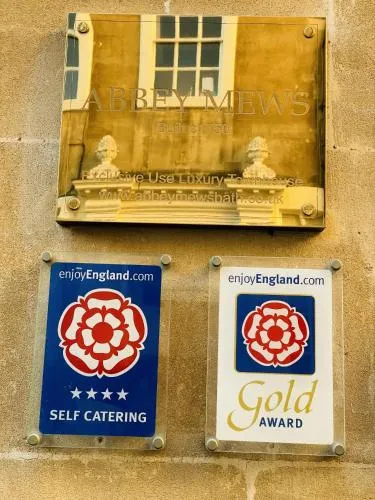 ABBEY MEWS
Exclusive Use Luxury Townhouse
www.abbeymewsbath.co.uk
enjoyEngland.com
★★★★
SELF CATERING
enjoyEngland.com
Gold
AWARD